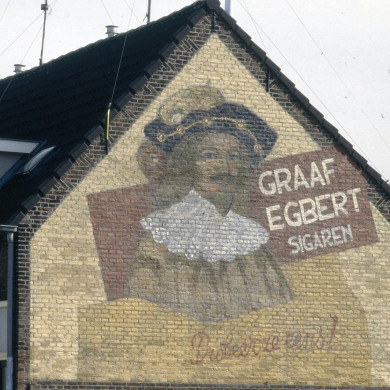 GRAAF
EGBERT
SIGAREN
Probeer ze eens!